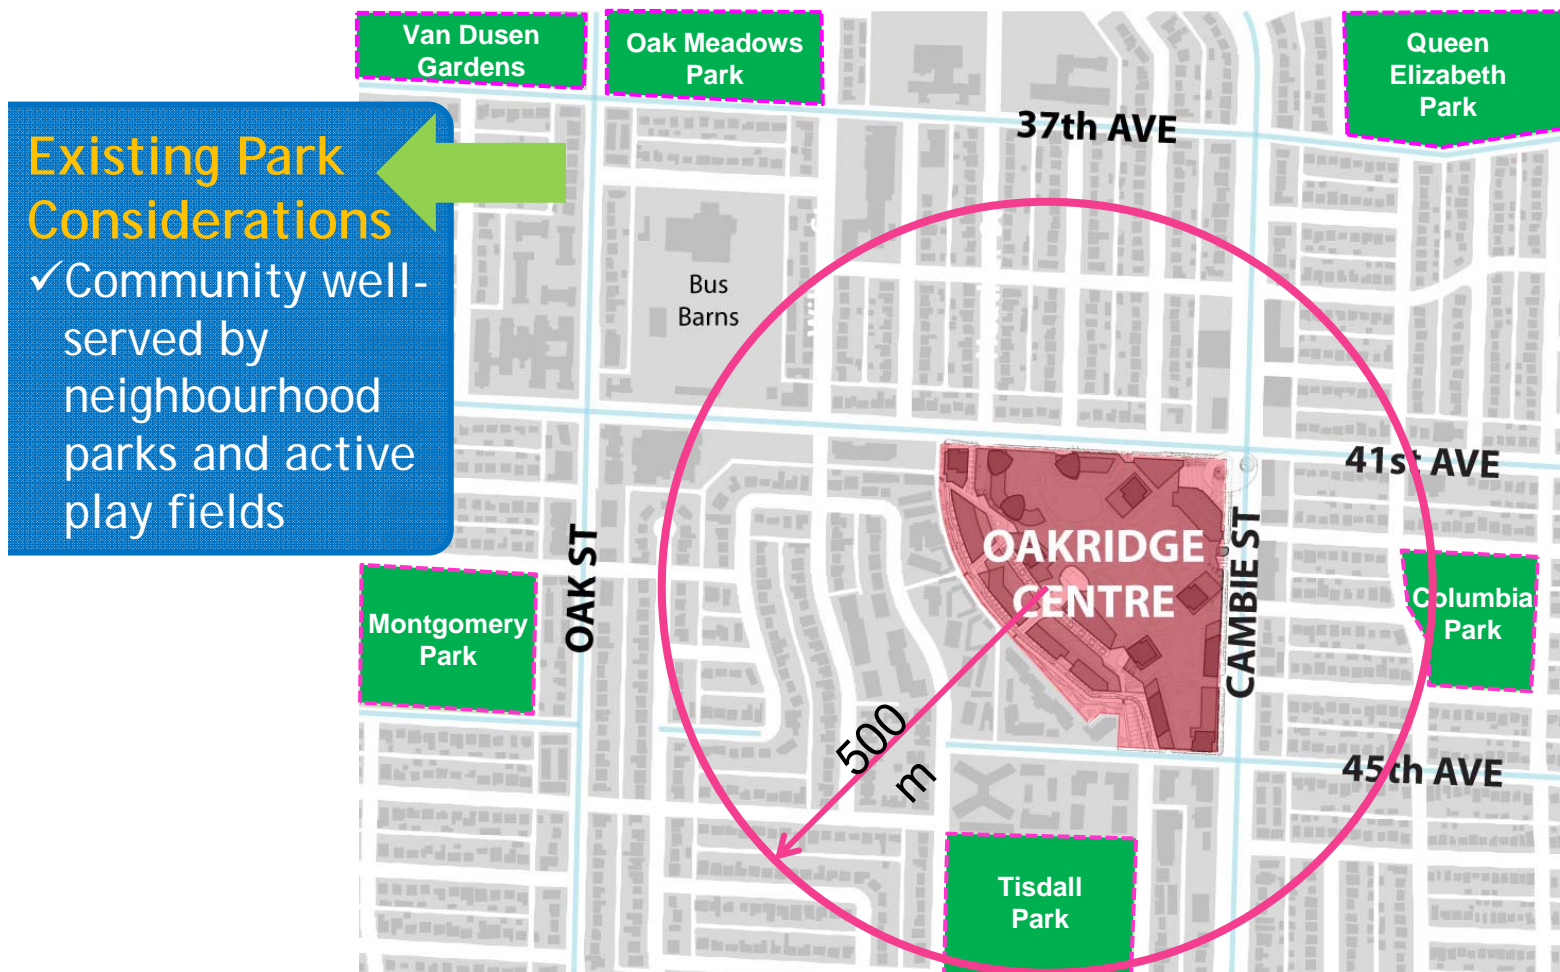 Van Dusen
Gardens
Oak Meadows
Park
Queen
Elizabeth
Park
37th AVE
Existing Park
Considerations
✓Community well-
served by
neighbourhood
parks and active
play fields
Bus
Barns
41st AVE
OAK ST
OAKRIDGE
CENTRE
CAMBIE ST
Columbia
Park
Montgomery
Park
500
m
45th AVE
Tisdall
Park